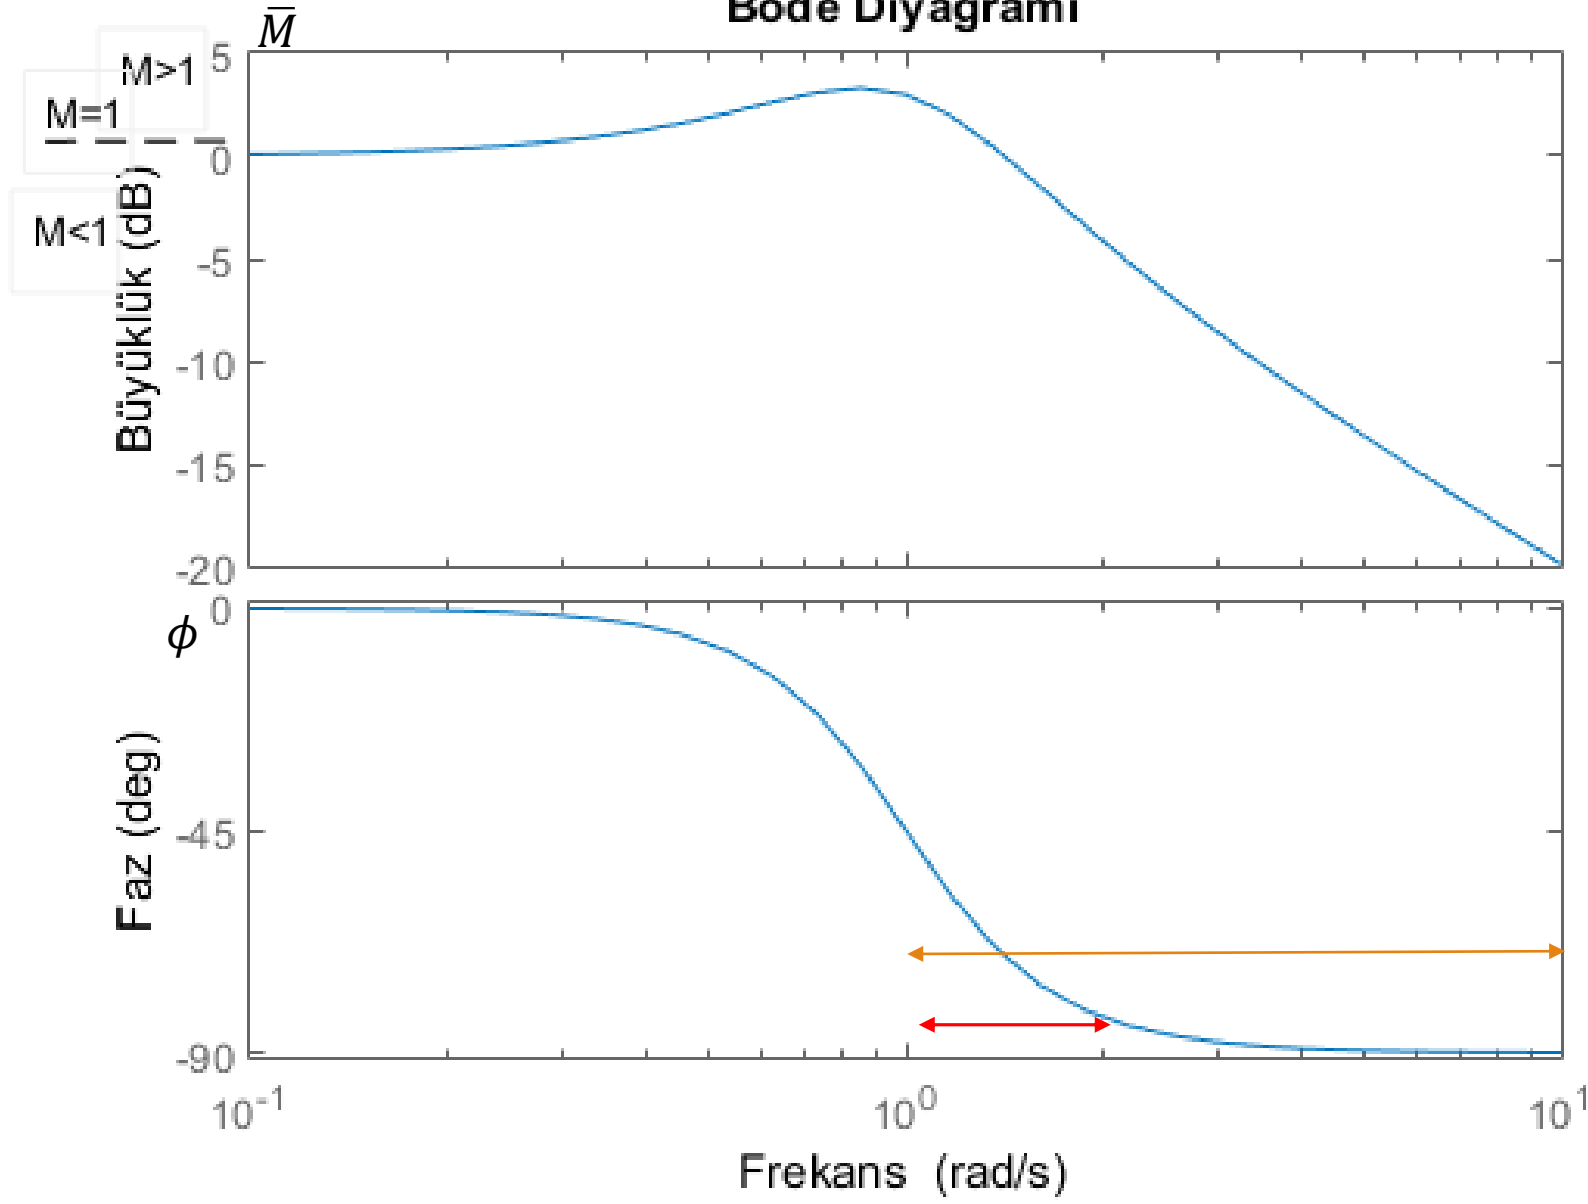 Bode Diyagramı
M̅
M>1
M=1
M<1
Büyüklük (dB)
5
0
-5
-10
-15
-20
ϕ
Faz (deg)
0
-45
-90
10-1
100
101
Frekans (rad/s)